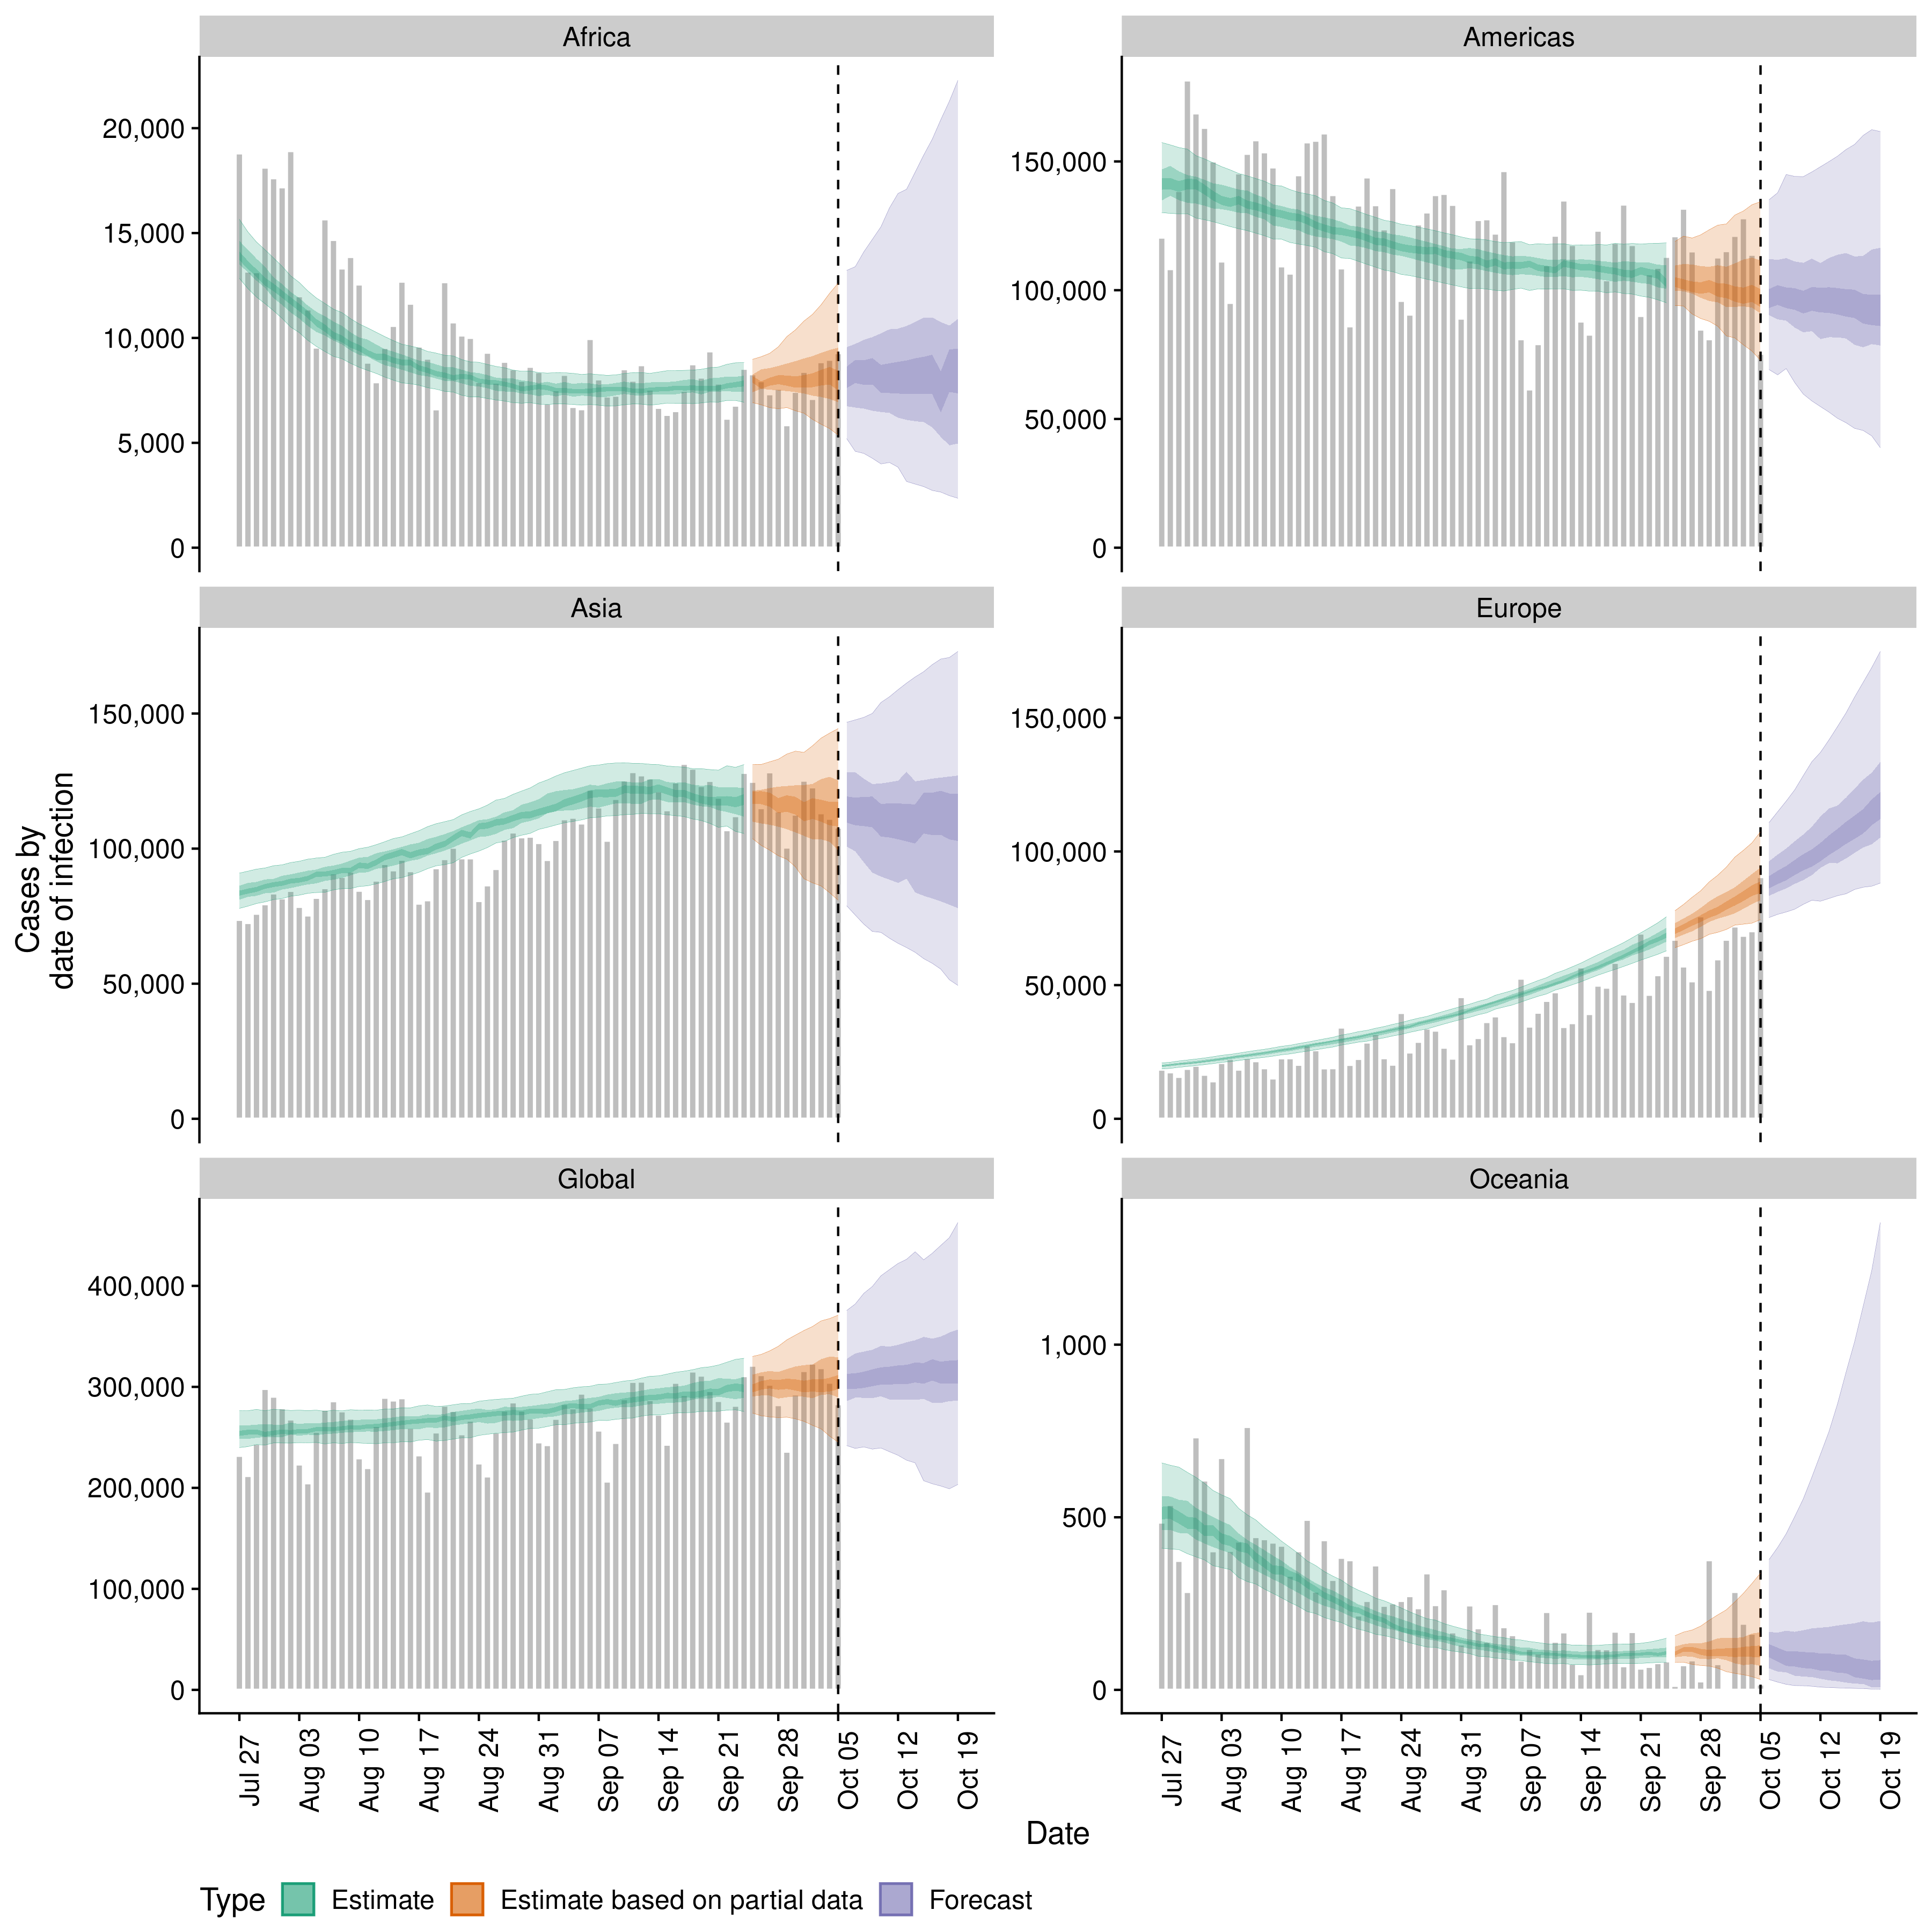 Africa
Americas
20,000
15,000
10,000
5,000
0
150,000
100,000
50,000
0
Asia
Europe
150,000
100,000
50,000
0
150,000
100,000
50,000
0
Cases by
date of infection
Global
Oceania
400,000
300,000
200,000
100,000
0
1,000
500
0
Jul 27
Aug 03
Aug 10
Aug 17
Aug 24
Aug 31
Sep 07
Sep 14
Sep 21
Sep 28
Oct 05
Oct 12
Oct 19
Jul 27
Aug 03
Aug 10
Aug 17
Aug 24
Aug 31
Sep 07
Sep 14
Sep 21
Sep 28
Oct 05
Oct 12
Oct 19
Date
Type Estimate Estimate based on partial data Forecast